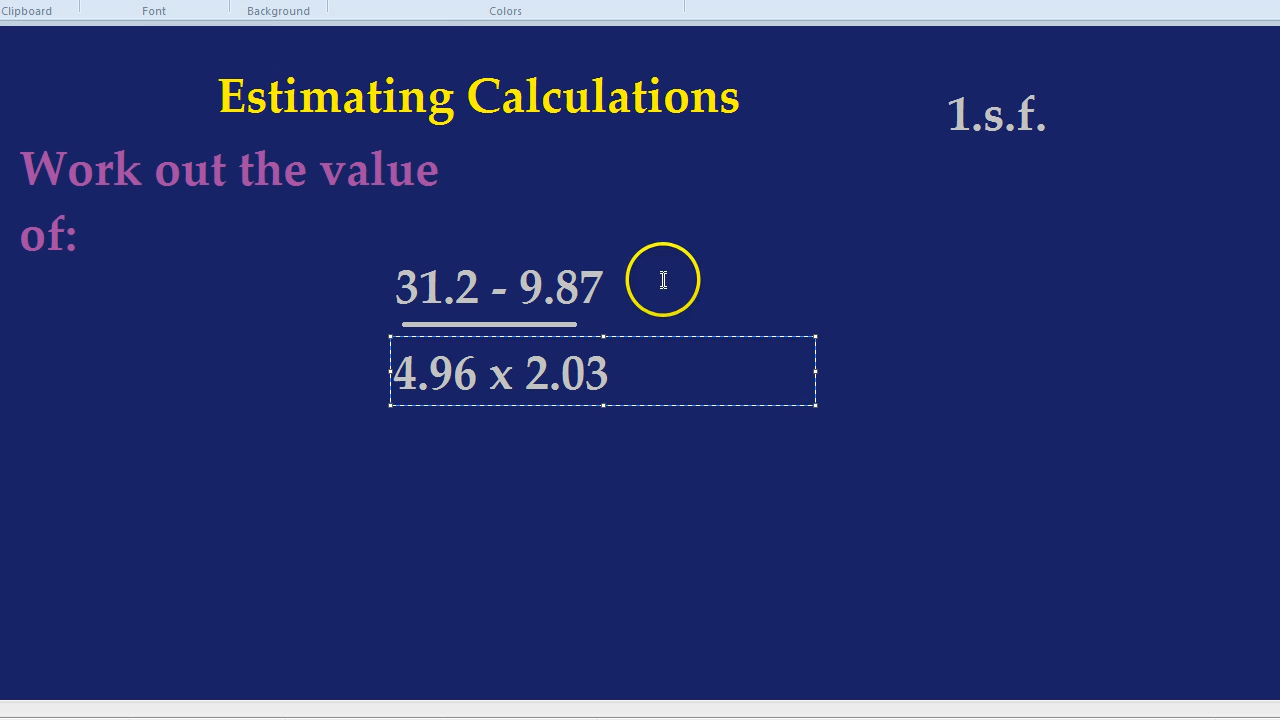 Clipboard Font Background Colors
Estimating Calculations
1.s.f.
Work out the value
of:
31.2 - 9.87
4.96 x 2.03